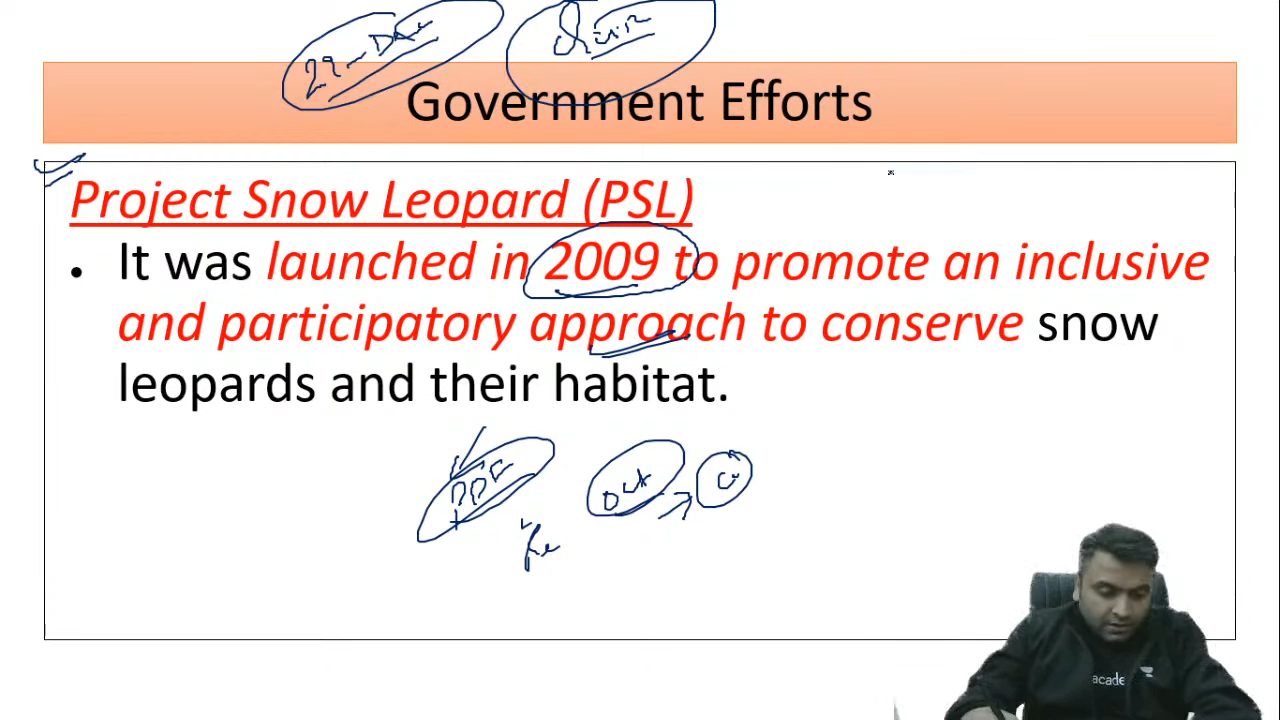 Government Efforts
Project Snow Leopard (PSL)
• It was launched in 2009 to promote an inclusive
and participatory approach to conserve snow
leopards and their habitat.
acade